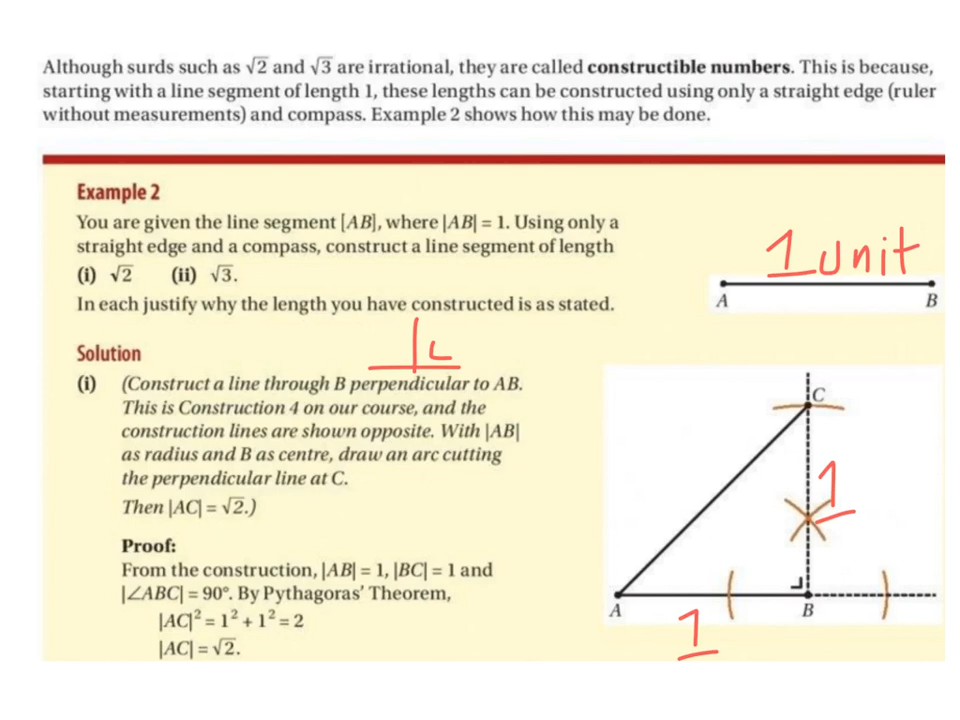 Although surds such as √2 and √3 are irrational, they are called constructible numbers. This is because,
starting with a line segment of length 1, these lengths can be constructed using only a straight edge (ruler
without measurements) and compass. Example 2 shows how this may be done.
Example 2
You are given the line segment [AB], where |AB| = 1. Using only a
straight edge and a compass, construct a line segment of length
(i) √2 (ii) √3.
In each justify why the length you have constructed is as stated.
1 unit
A B
Solution
(i) (Construct a line through B perpendicular to AB.
This is Construction 4 on our course, and the
construction lines are shown opposite. With |AB|
as radius and B as centre, draw an arc cutting
the perpendicular line at C.
Then |AC| = √2.)
Proof:
From the construction, |AB| = 1, |BC| = 1 and
|∠ABC| = 90°. By Pythagoras' Theorem,
|AC|² = 1² + 1² = 2
|AC| = √2.
C
1
A B
1